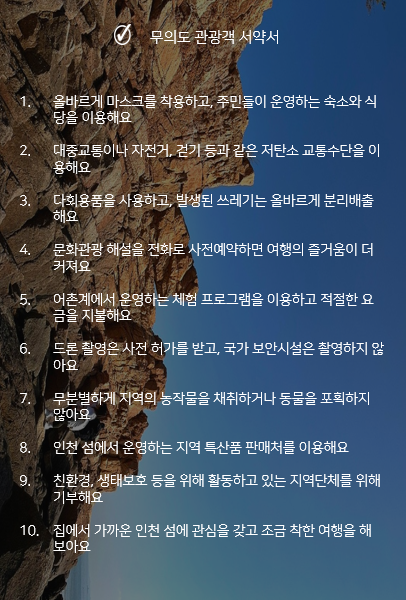 무의도 관광객 서약서
1. 올바르게 마스크를 착용하고, 주민들이 운영하는 숙소와 식
당을 이용해요
2. 대중교통이나 자전거, 걷기 등과 같은 저탄소 교통수단을 이
용해요
3. 다회용품을 사용하고, 발생된 쓰레기는 올바르게 분리배출
해요
4. 문화관광 해설을 전화로 사전예약하면 여행의 즐거움이 더
커져요
5. 어촌계에서 운영하는 체험 프로그램을 이용하고 적절한 요
금을 지불해요
6. 드론 촬영은 사전 허가를 받고, 국가 보안시설은 촬영하지 않
아요
7. 무분별하게 지역의 농작물을 채취하거나 동물을 포획하지
않아요
8. 인천 섬에서 운영하는 지역 특산품 판매처를 이용해요
9. 친환경, 생태보호 등을 위해 활동하고 있는 지역단체를 위해
기부해요
10. 집에서 가까운 인천 섬에 관심을 갖고 조금 착한 여행을 해
보아요